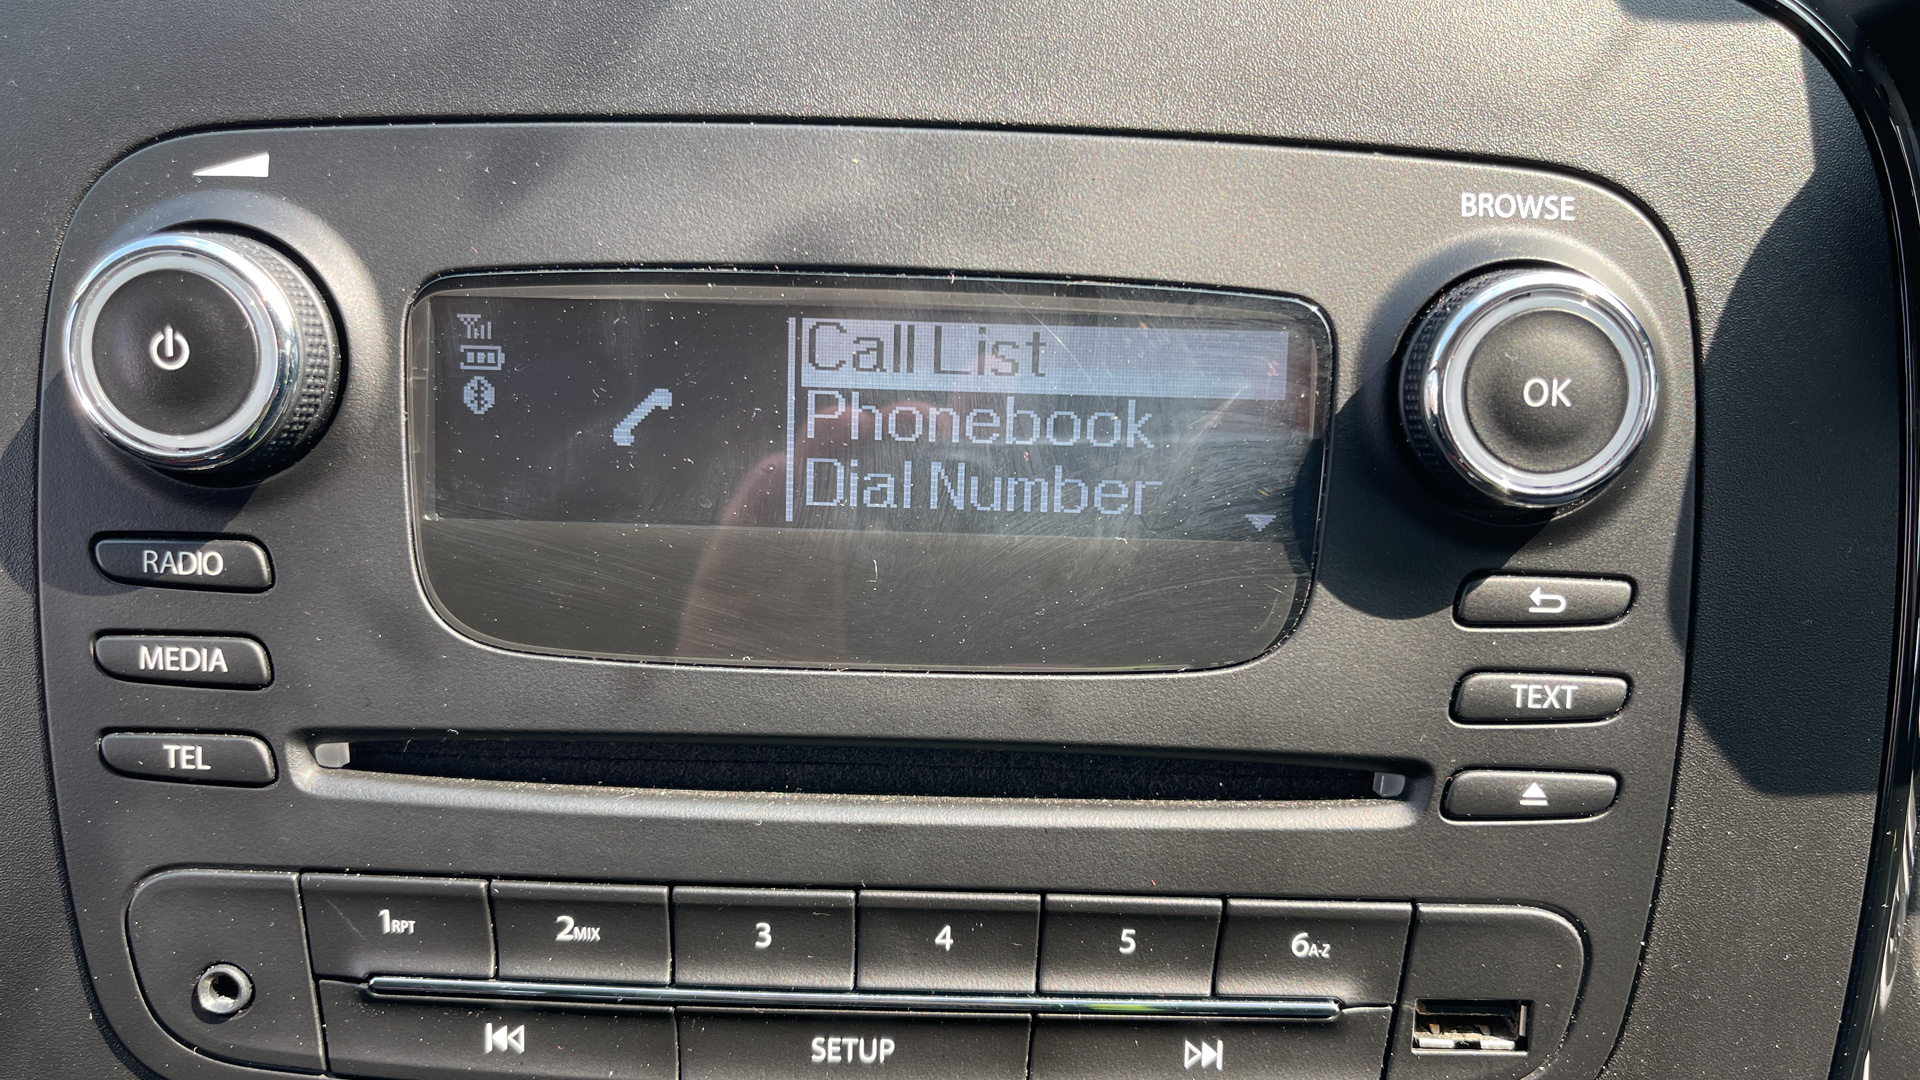 BROWSE
Call List
Phonebook
Dial Number
OK
RADIO
MEDIA
TEXT
TEL
1RPT
2MIX
3
4
5
6A-Z
SETUP